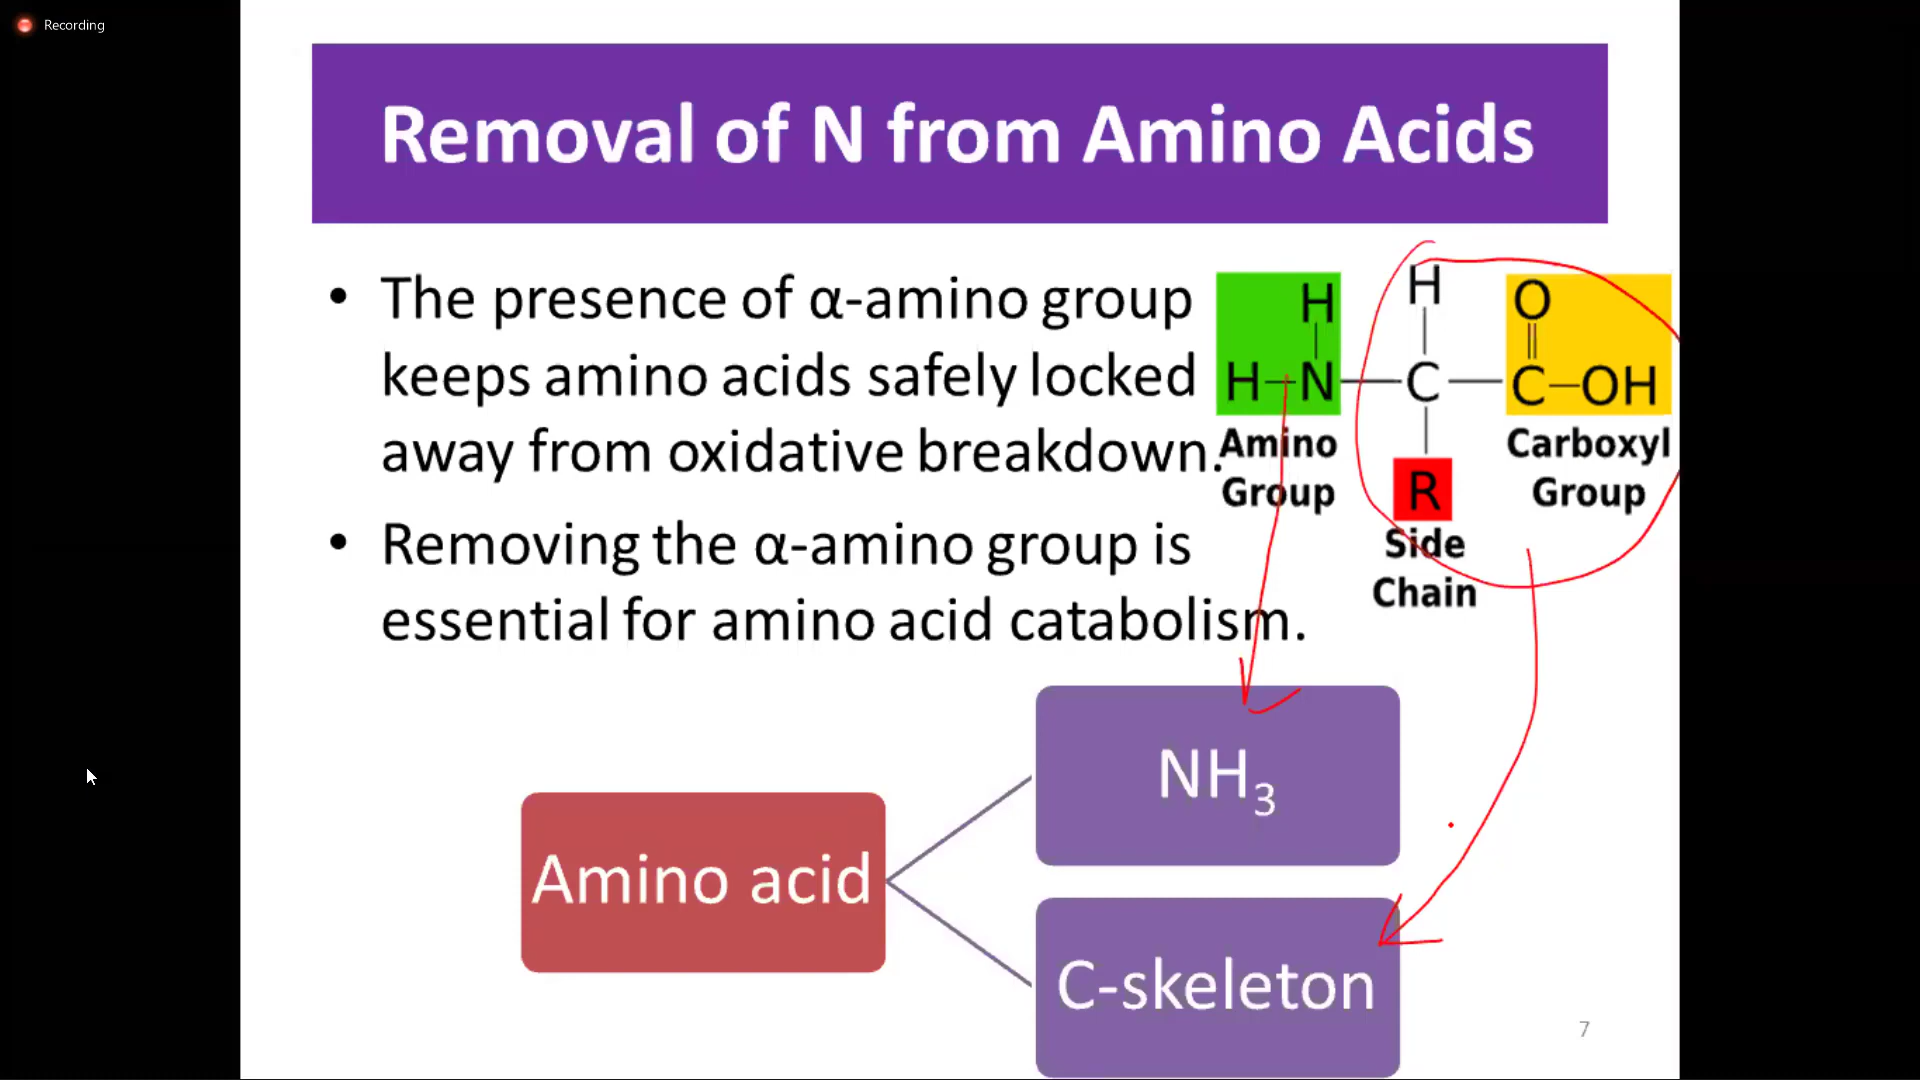 Recording
Removal of N from Amino Acids
• The presence of α-amino group
keeps amino acids safely locked
away from oxidative breakdown.
• Removing the α-amino group is
essential for amino acid catabolism.
H H O
H–N C C–OH
Amino
Group
R
Side
Chain
Carboxyl
Group
Amino acid
NH₃
C-skeleton
7